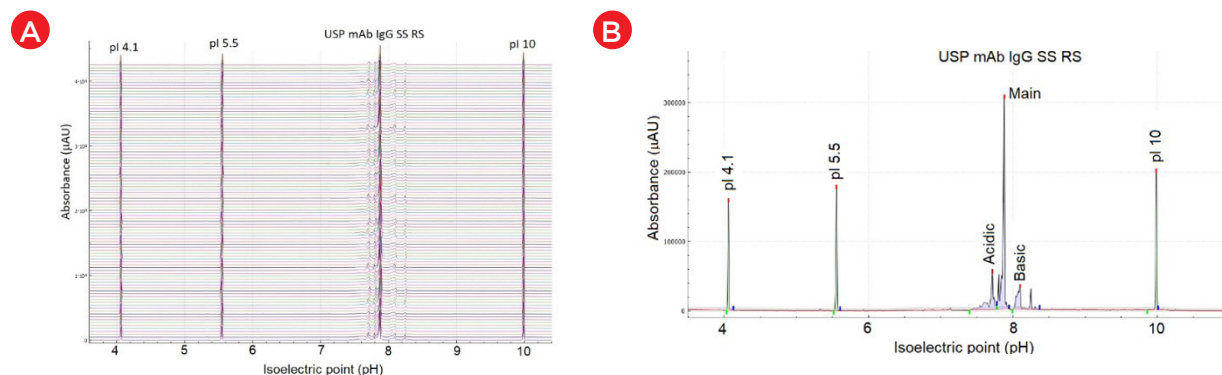 A
USP mAb IgG SS RS
pI 4.1
pI 5.5
pI 10
Absorbance (µAU)
0
4 5 6 7 8 9 10
Isoelectric point (pH)
B
USP mAb IgG SS RS
Main
pI 4.1
pI 5.5
Acidic
Basic
pI 10
Absorbance (µAU)
300000
200000
100000
0
4 6 8 10
Isoelectric point (pH)